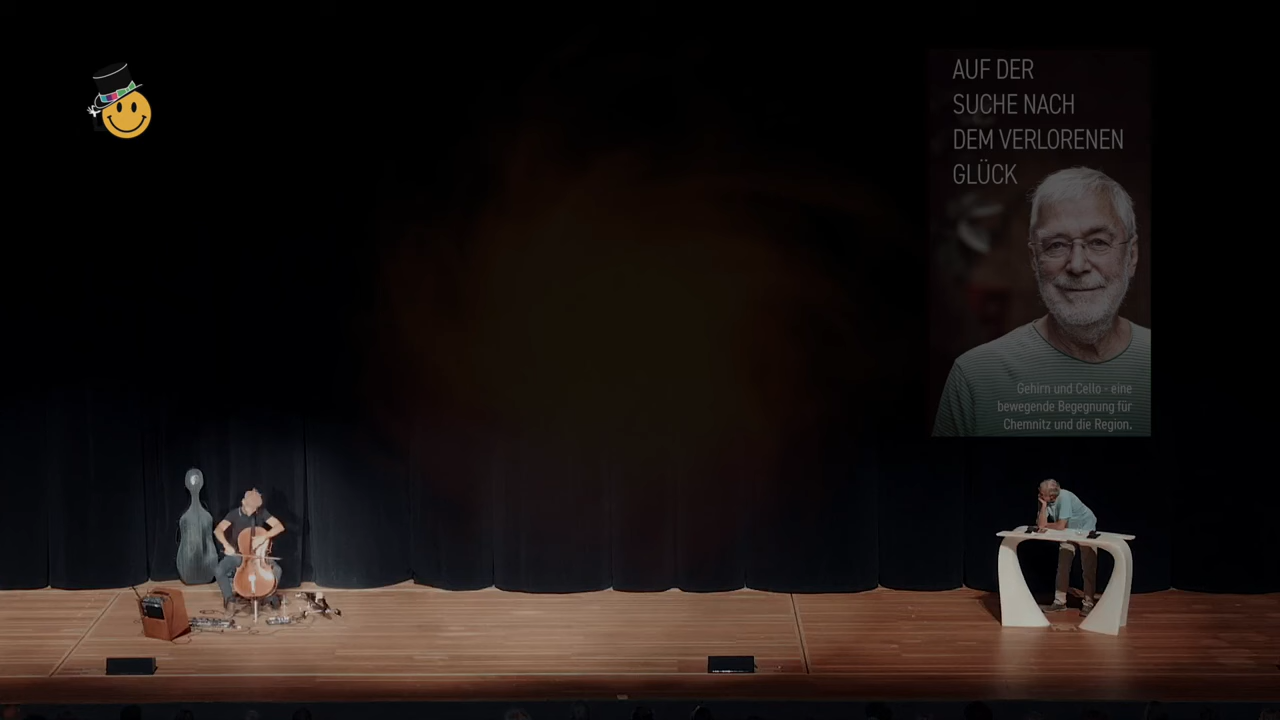 AUF DER
SUCHE NACH
DEM VERLORENEN
GLÜCK
Gehirn und Cello - eine
bewegende Begegnung für
Chemnitz und die Region.